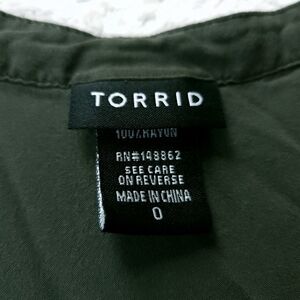 TORRID
100% RAYON
RN#148862
SEE CARE
ON REVERSE
MADE IN CHINA
0